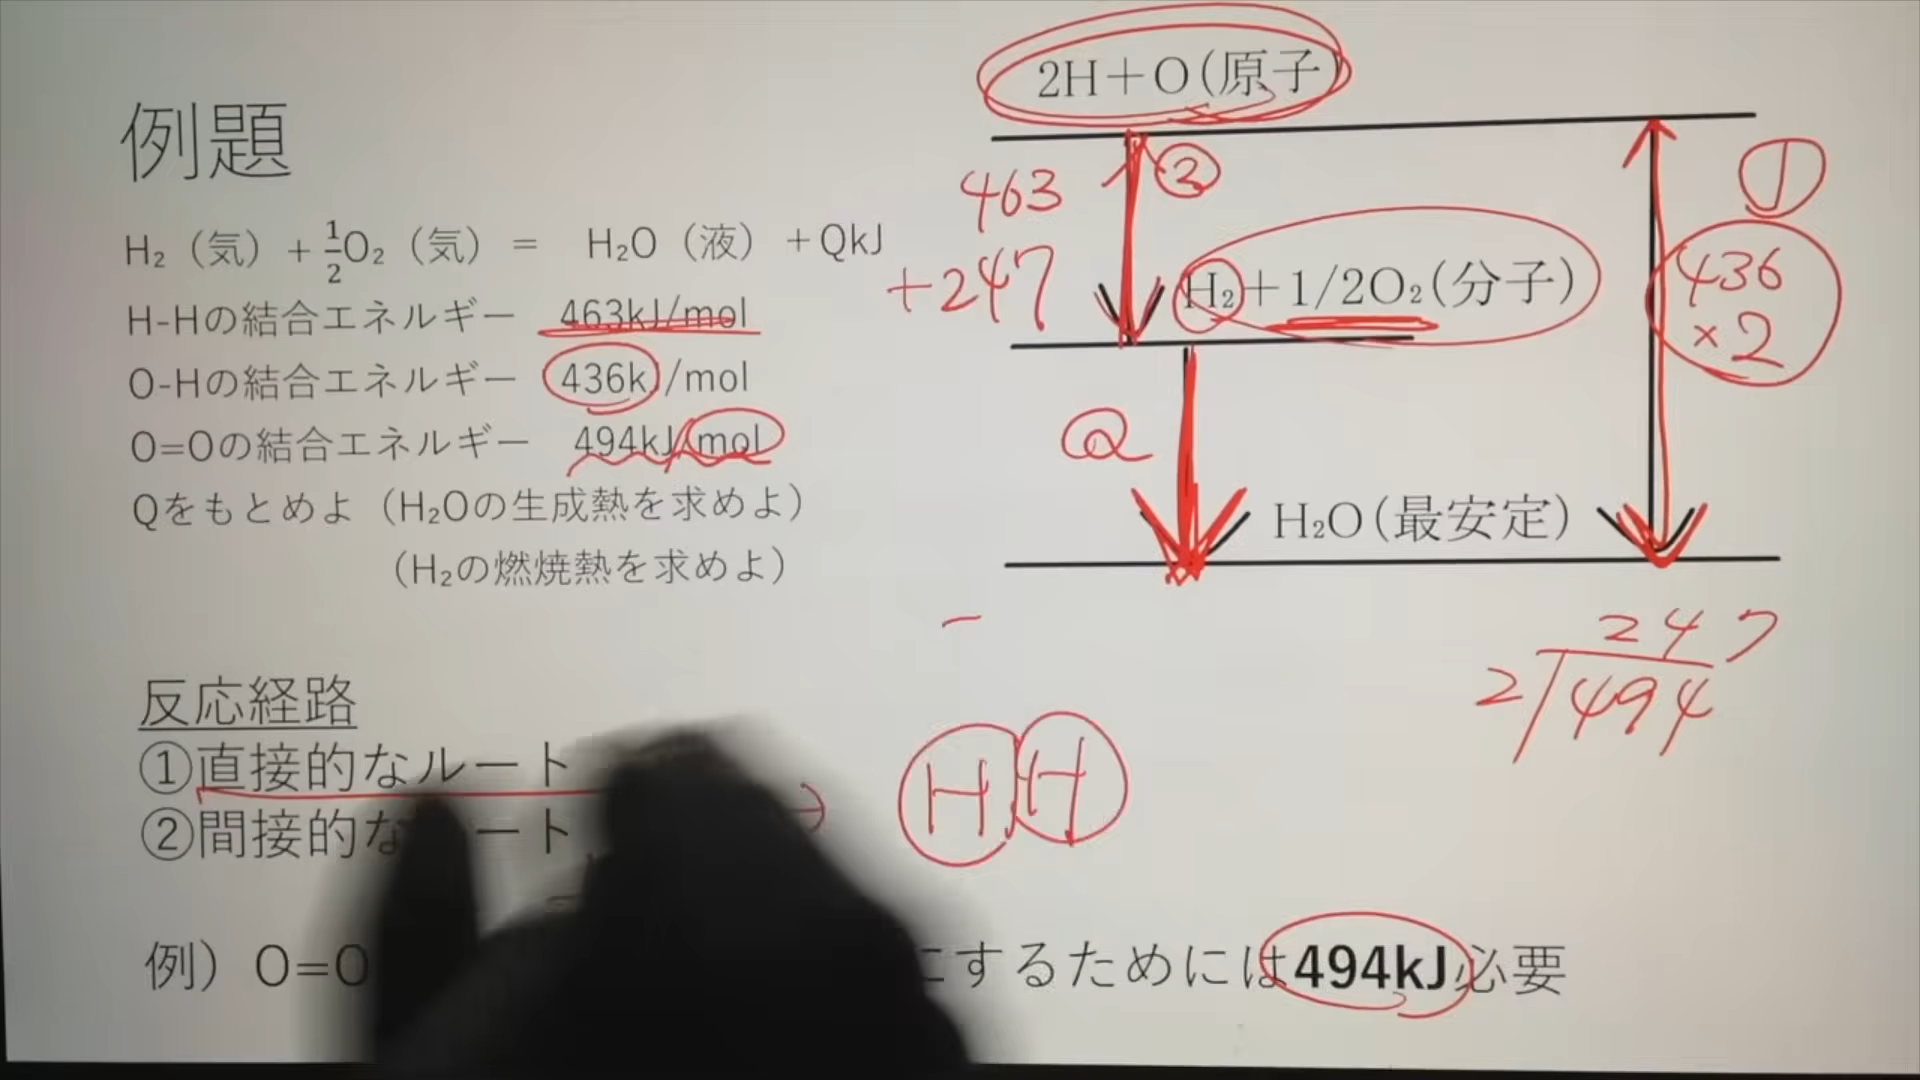 例題
H₂（気）+½O₂（気）＝ H₂O（液）+QkJ
H-Hの結合エネルギー 463kJ/mol
O-Hの結合エネルギー 436k /mol
O=Oの結合エネルギー 494kJ/mol
Qをもとめよ（H₂Oの生成熱を求めよ）
（H₂の燃焼熱を求めよ）
反応経路
①直接的なルート
②間接的な ート
例）O=O
にするためには494kJ必要
2H＋O(原子)
②
463
+247
H₂+1/2O₂(分子)
①
436
×2
Q
H₂O(最安定)
247
2 494
H H